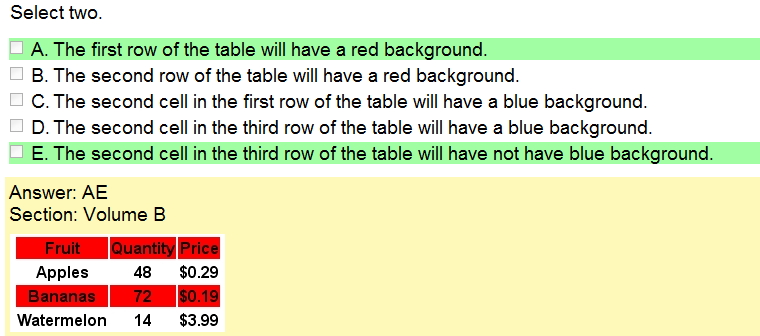 Select two.
A. The first row of the table will have a red background.
B. The second row of the table will have a red background.
C. The second cell in the first row of the table will have a blue background.
D. The second cell in the third row of the table will have a blue background.
E. The second cell in the third row of the table will have not have blue background.
Answer: AE
Section: Volume B
Fruit Quantity Price
Apples 48 $0.29
Bananas 72 $0.19
Watermelon 14 $3.99